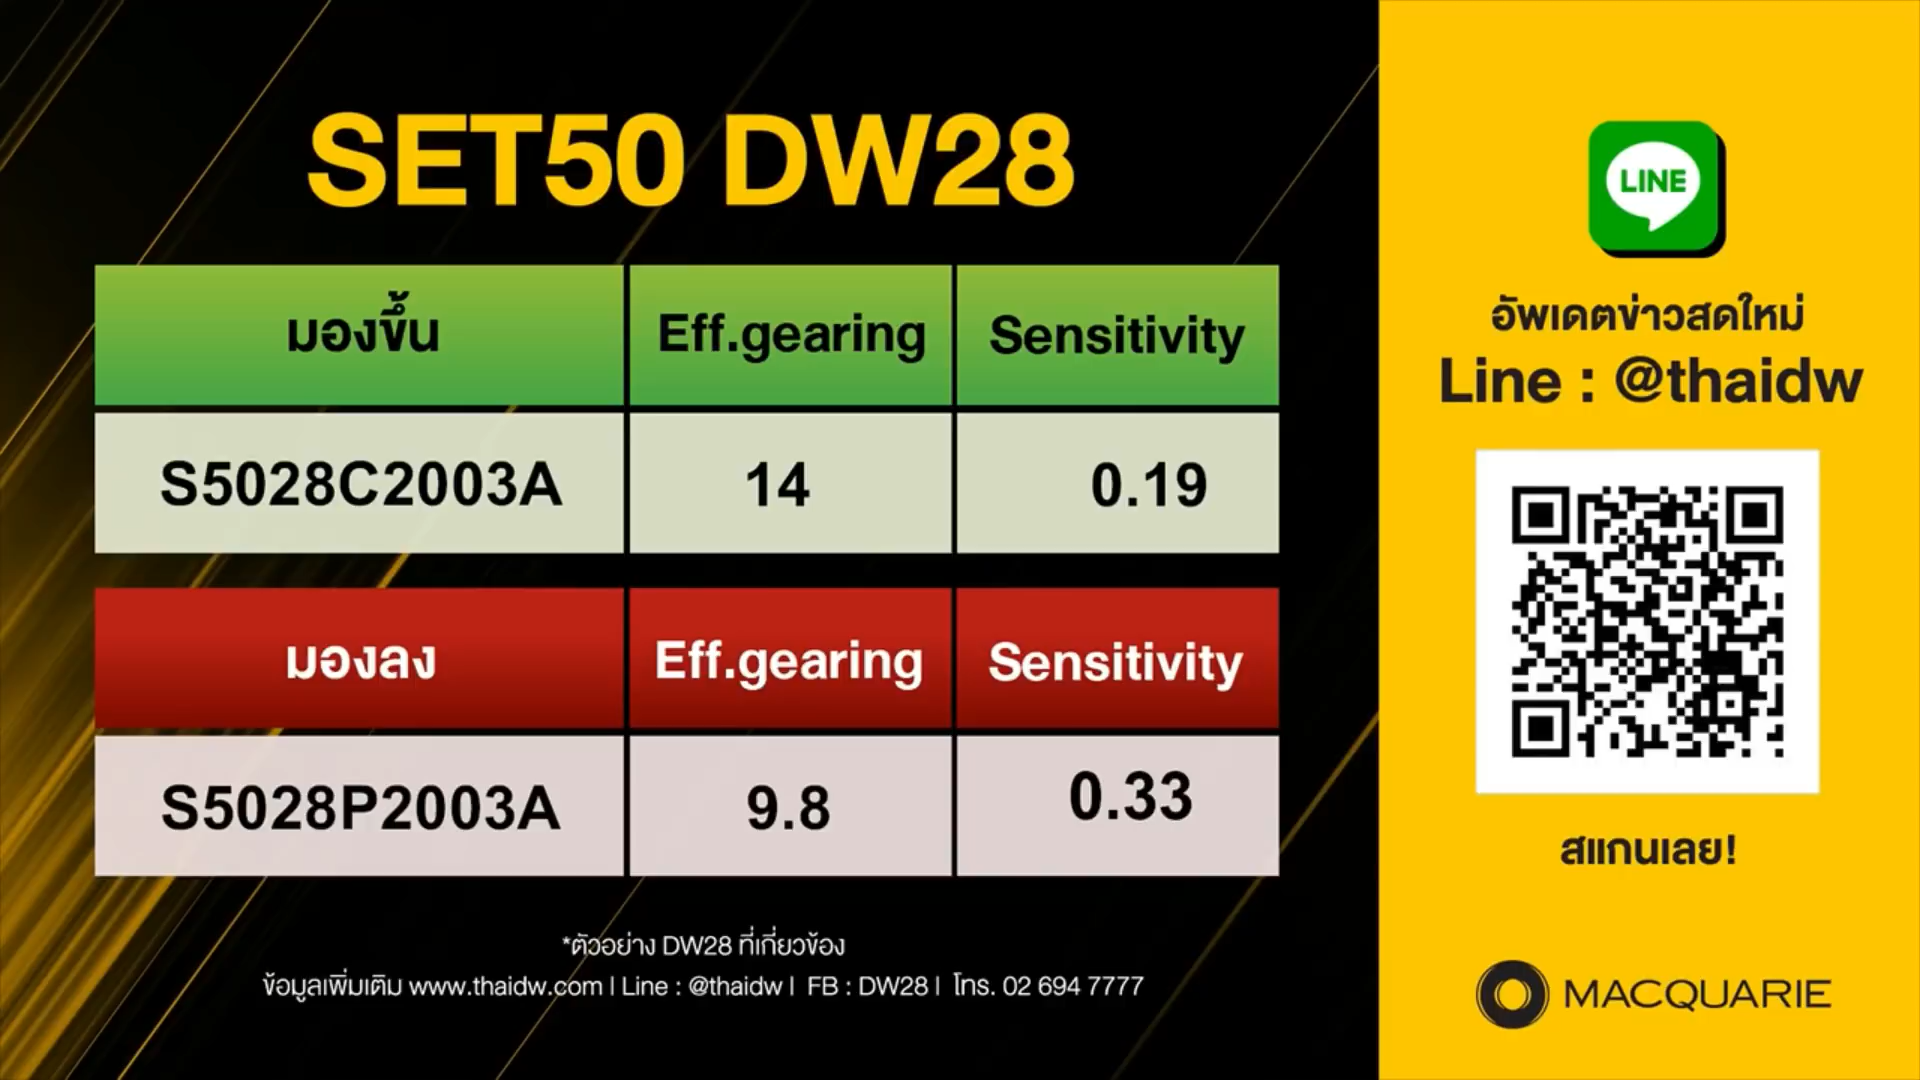 SET50 DW28
มองขึ้น Eff.gearing Sensitivity
S5028C2003A 14 0.19
มองลง Eff.gearing Sensitivity
S5028P2003A 9.8 0.33
*ตัวอย่าง DW28 ที่เกี่ยวข้อง
ข้อมูลเพิ่มเติม www.thaidw.com | Line : @thaidw | FB : DW28 | โทร. 02 694 7777
LINE
อัพเดตข่าวสดใหม่
Line : @thaidw
สแกนเลย!
MACQUARIE